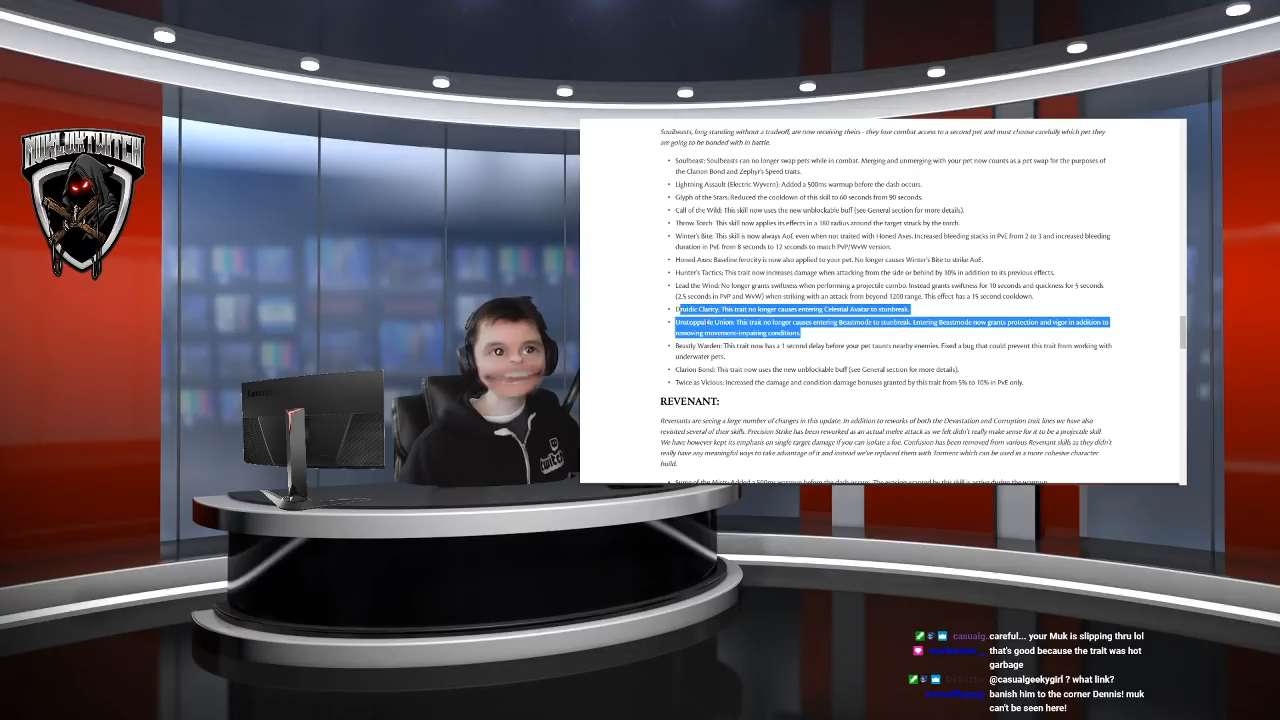 MUKLUKTWITCH
Soulbeasts, long standing without a tradeoff, are now receiving theirs - they lose combat access to a second pet and must choose carefully which pet they
are going to be bonded with in battle.
• Soulbeast: Soulbeasts can no longer swap pets while in combat. Merging and unmerging with your pet now counts as a pet swap for the purposes of
the Clarion Bond and Zephyr's Speed traits.
• Lightning Assault (Electric Wyvern): Added a 500ms warmup before the dash occurs.
• Glyph of the Stars: Reduced the cooldown of this skill to 60 seconds from 90 seconds.
• Call of the Wild: This skill now uses the new unblockable buff (see General section for more details).
• Throw Torch: This skill now applies its effects in a 180 radius around the target struck by the torch.
• Winter's Bite: This skill is now always AoE even when not traited with Honed Axes. Increased bleeding stacks in PvE from 2 to 3 and increased bleeding
duration in PvE from 8 seconds to 12 seconds to match PvP/WvW version.
• Honed Axes: Baseline ferocity is now also applied to your pet. No longer causes Winter's Bite to strike AoE.
• Hunter's Tactics: This trait now increases damage when attacking from the side or behind by 10% in addition to its previous effects.
• Lead the Wind: No longer grants swiftness when performing a projectile combo. Instead grants swiftness for 10 seconds and quickness for 5 seconds
(2.5 seconds in PvP and WvW) when striking with an attack from beyond 1200 range. This effect has a 15 second cooldown.
• Druidic Clarity: This trait no longer causes entering Celestial Avatar to stunbreak.
• Unstoppable Union: This trait no longer causes entering Beastmode to stunbreak. Entering Beastmode now grants protection and vigor in addition to
removing movement-impairing conditions.
• Beastly Warden: This trait now has a 1 second delay before your pet taunts nearby enemies. Fixed a bug that could prevent this trait from working with
underwater pets.
• Clarion Bond: This trait now uses the new unblockable buff (see General section for more details).
• Twice as Vicious: Increased the damage and condition damage bonuses granted by this trait from 5% to 10% in PvE only.
REVENANT:
Revenants are seeing a large number of changes in this update. In addition to reworks of both the Devastation and Corruption trait lines we have also
revisited several of their skills. Precision Strike has been reworked as an actual melee attack as we felt didn't really make sense for it to be a projectile skill.
We have however kept its emphasis on single target damage if you can isolate a foe. Confusion has been removed from various Revenant skills as they didn't
really have any meaningful ways to take advantage of it and instead we've replaced them with Torment which can be used in a more cohesive character
build.
Lenovo
twitch
casualg. careful... your Muk is slipping thru lol
that's good because the trait was hot
garbage
@casualgeekygirl ? what link?
banish him to the corner Dennis! muk
can't be seen here!